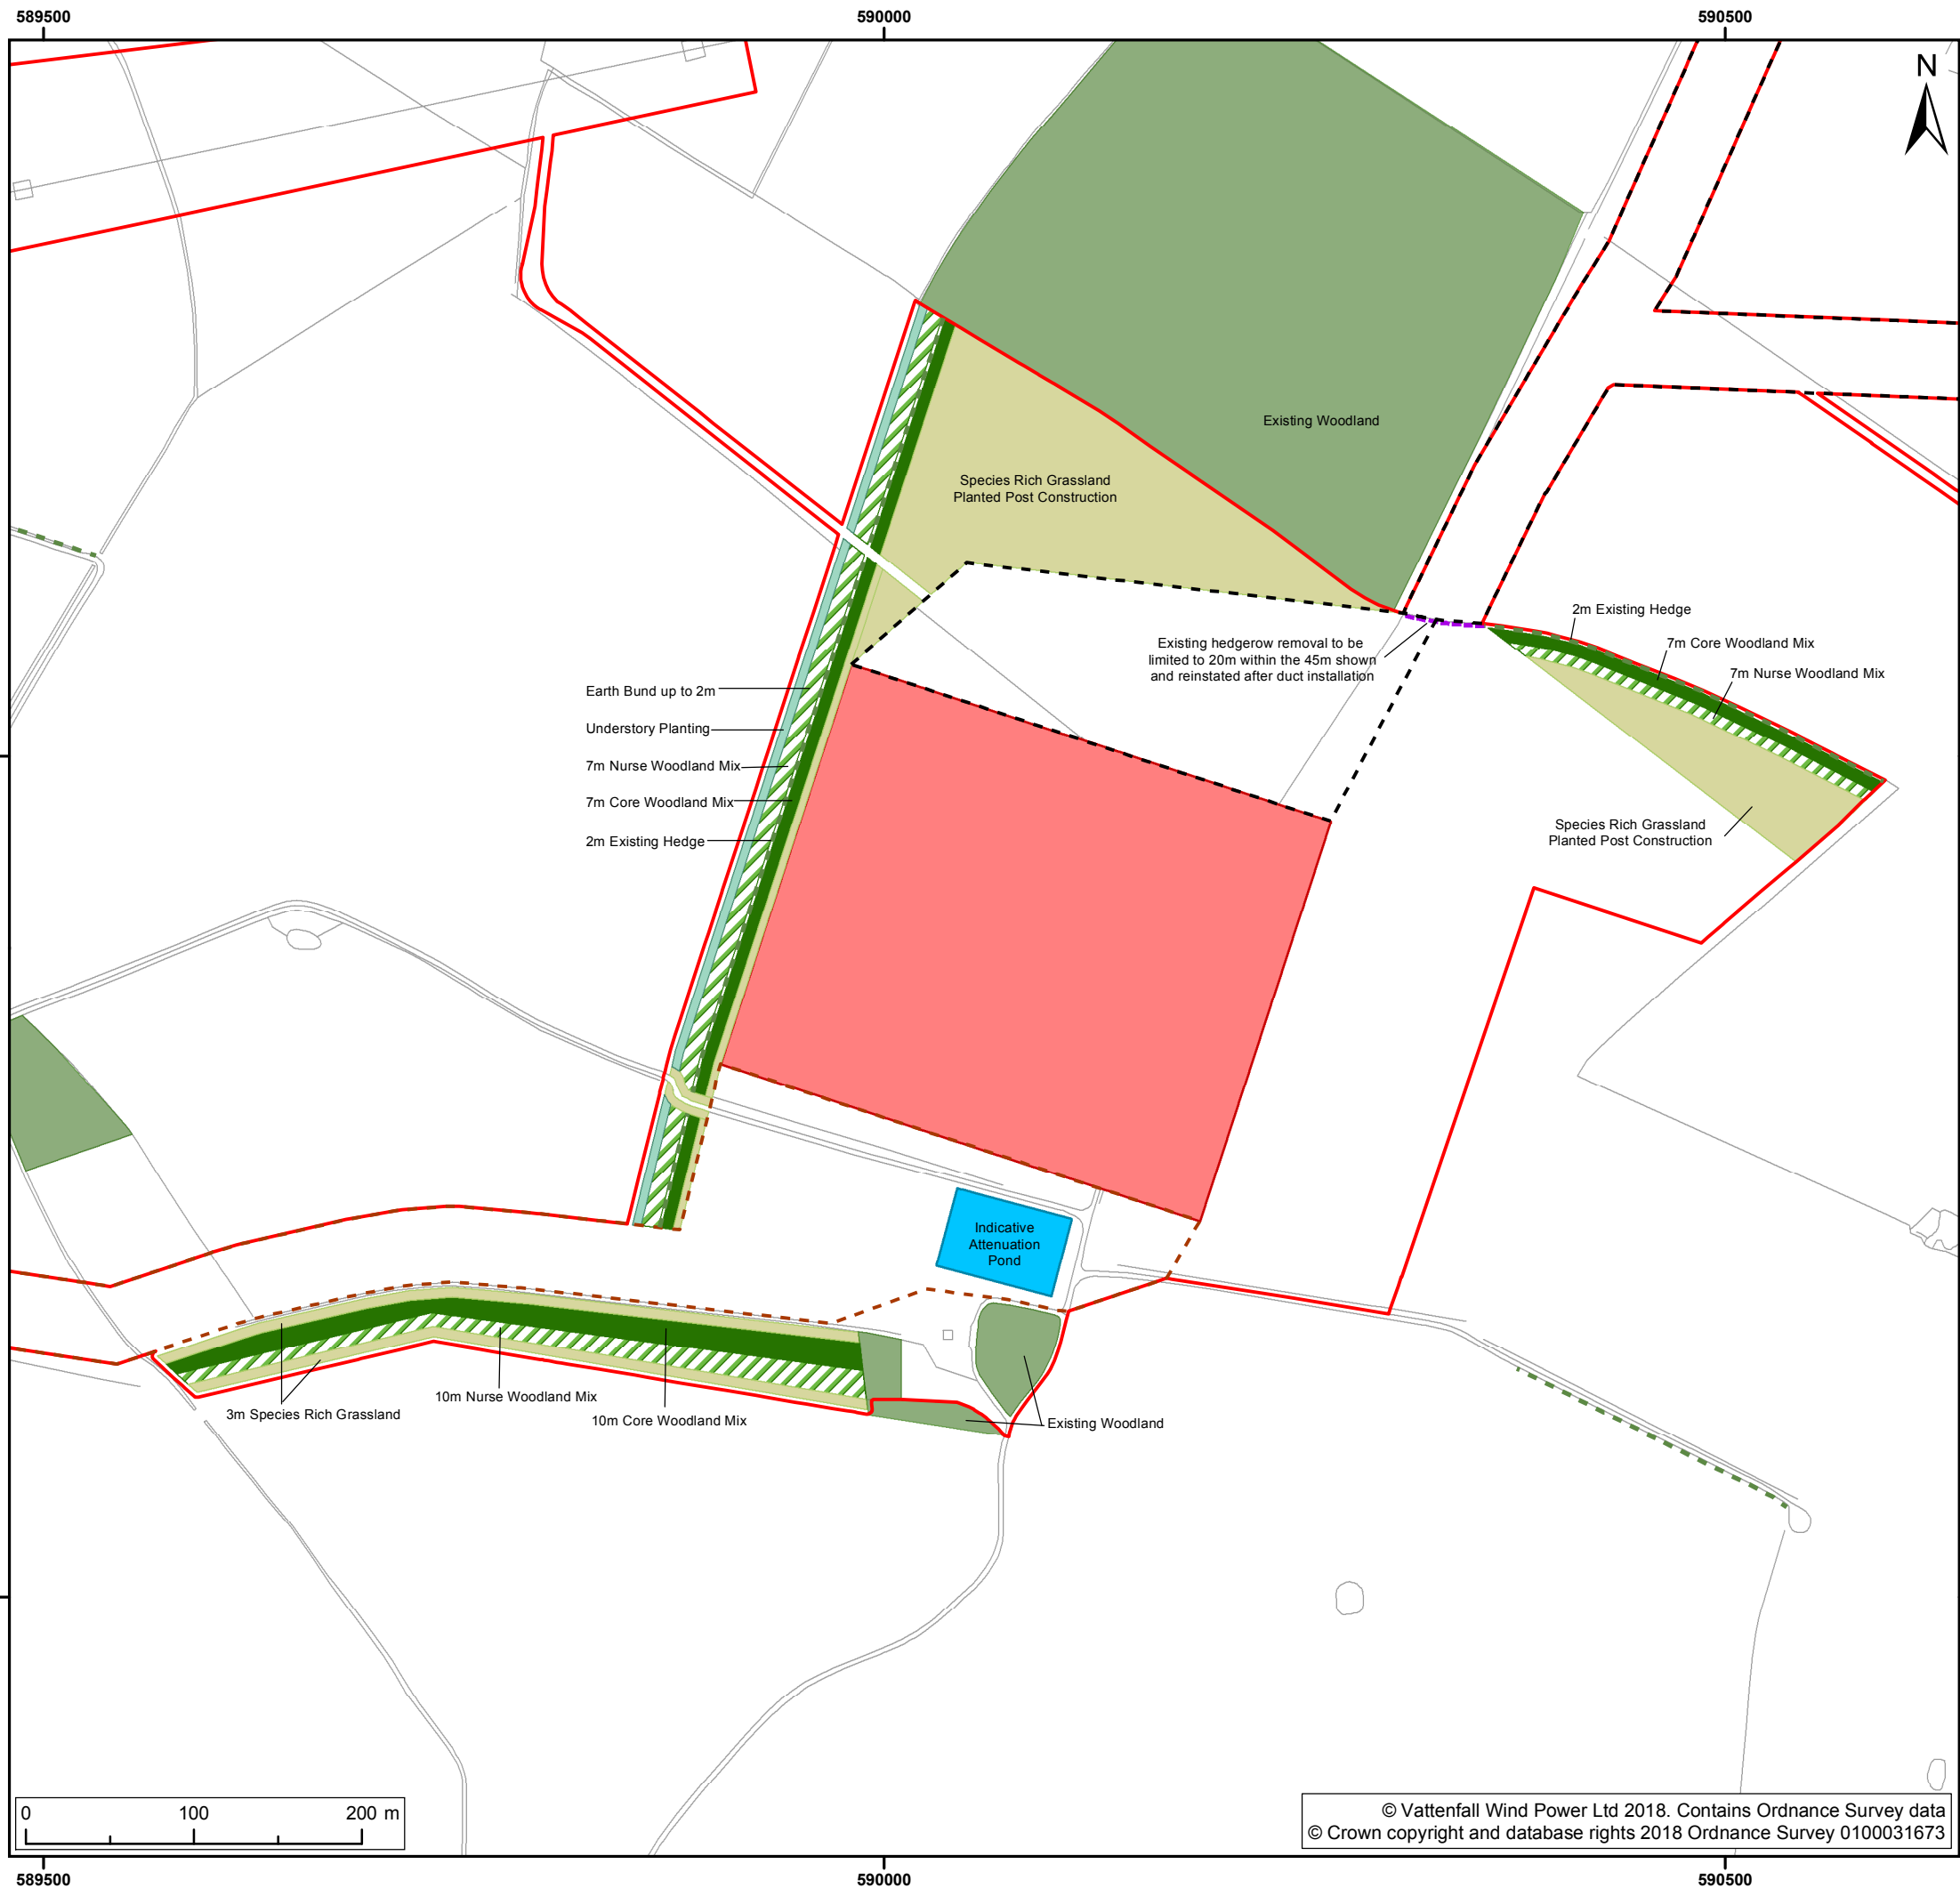 589500
590000
590500
N
Existing Woodland
Species Rich Grassland
Planted Post Construction
2m Existing Hedge
7m Core Woodland Mix
7m Nurse Woodland Mix
Existing hedgerow removal to be
limited to 20m within the 45m shown
and reinstated after duct installation
Earth Bund up to 2m
Understory Planting
7m Nurse Woodland Mix
7m Core Woodland Mix
2m Existing Hedge
Species Rich Grassland
Planted Post Construction
Indicative
Attenuation
Pond
3m Species Rich Grassland
10m Nurse Woodland Mix
10m Core Woodland Mix
Existing Woodland
0 100 200 m
© Vattenfall Wind Power Ltd 2018. Contains Ordnance Survey data
© Crown copyright and database rights 2018 Ordnance Survey 0100031673
589500
590000
590500